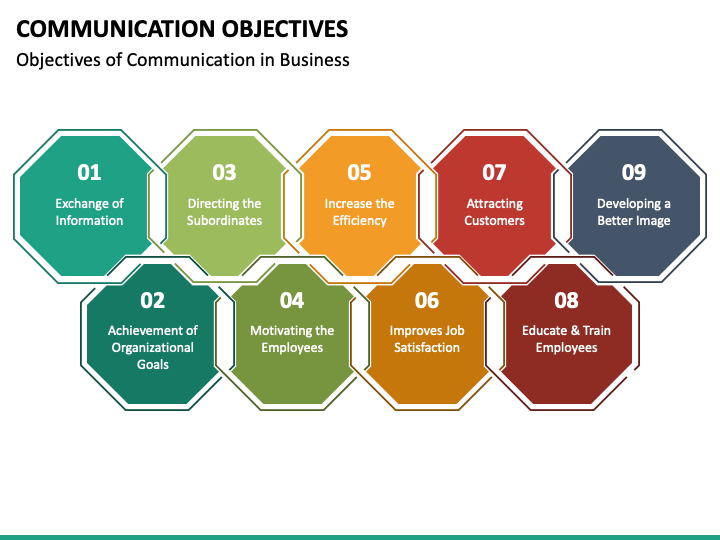 COMMUNICATION OBJECTIVES
Objectives of Communication in Business
01
Exchange of
Information
02
Achievement of
Organizational
Goals
03
Directing the
Subordinates
04
Motivating the
Employees
05
Increase the
Efficiency
06
Improves Job
Satisfaction
07
Attracting
Customers
08
Educate & Train
Employees
09
Developing a
Better Image